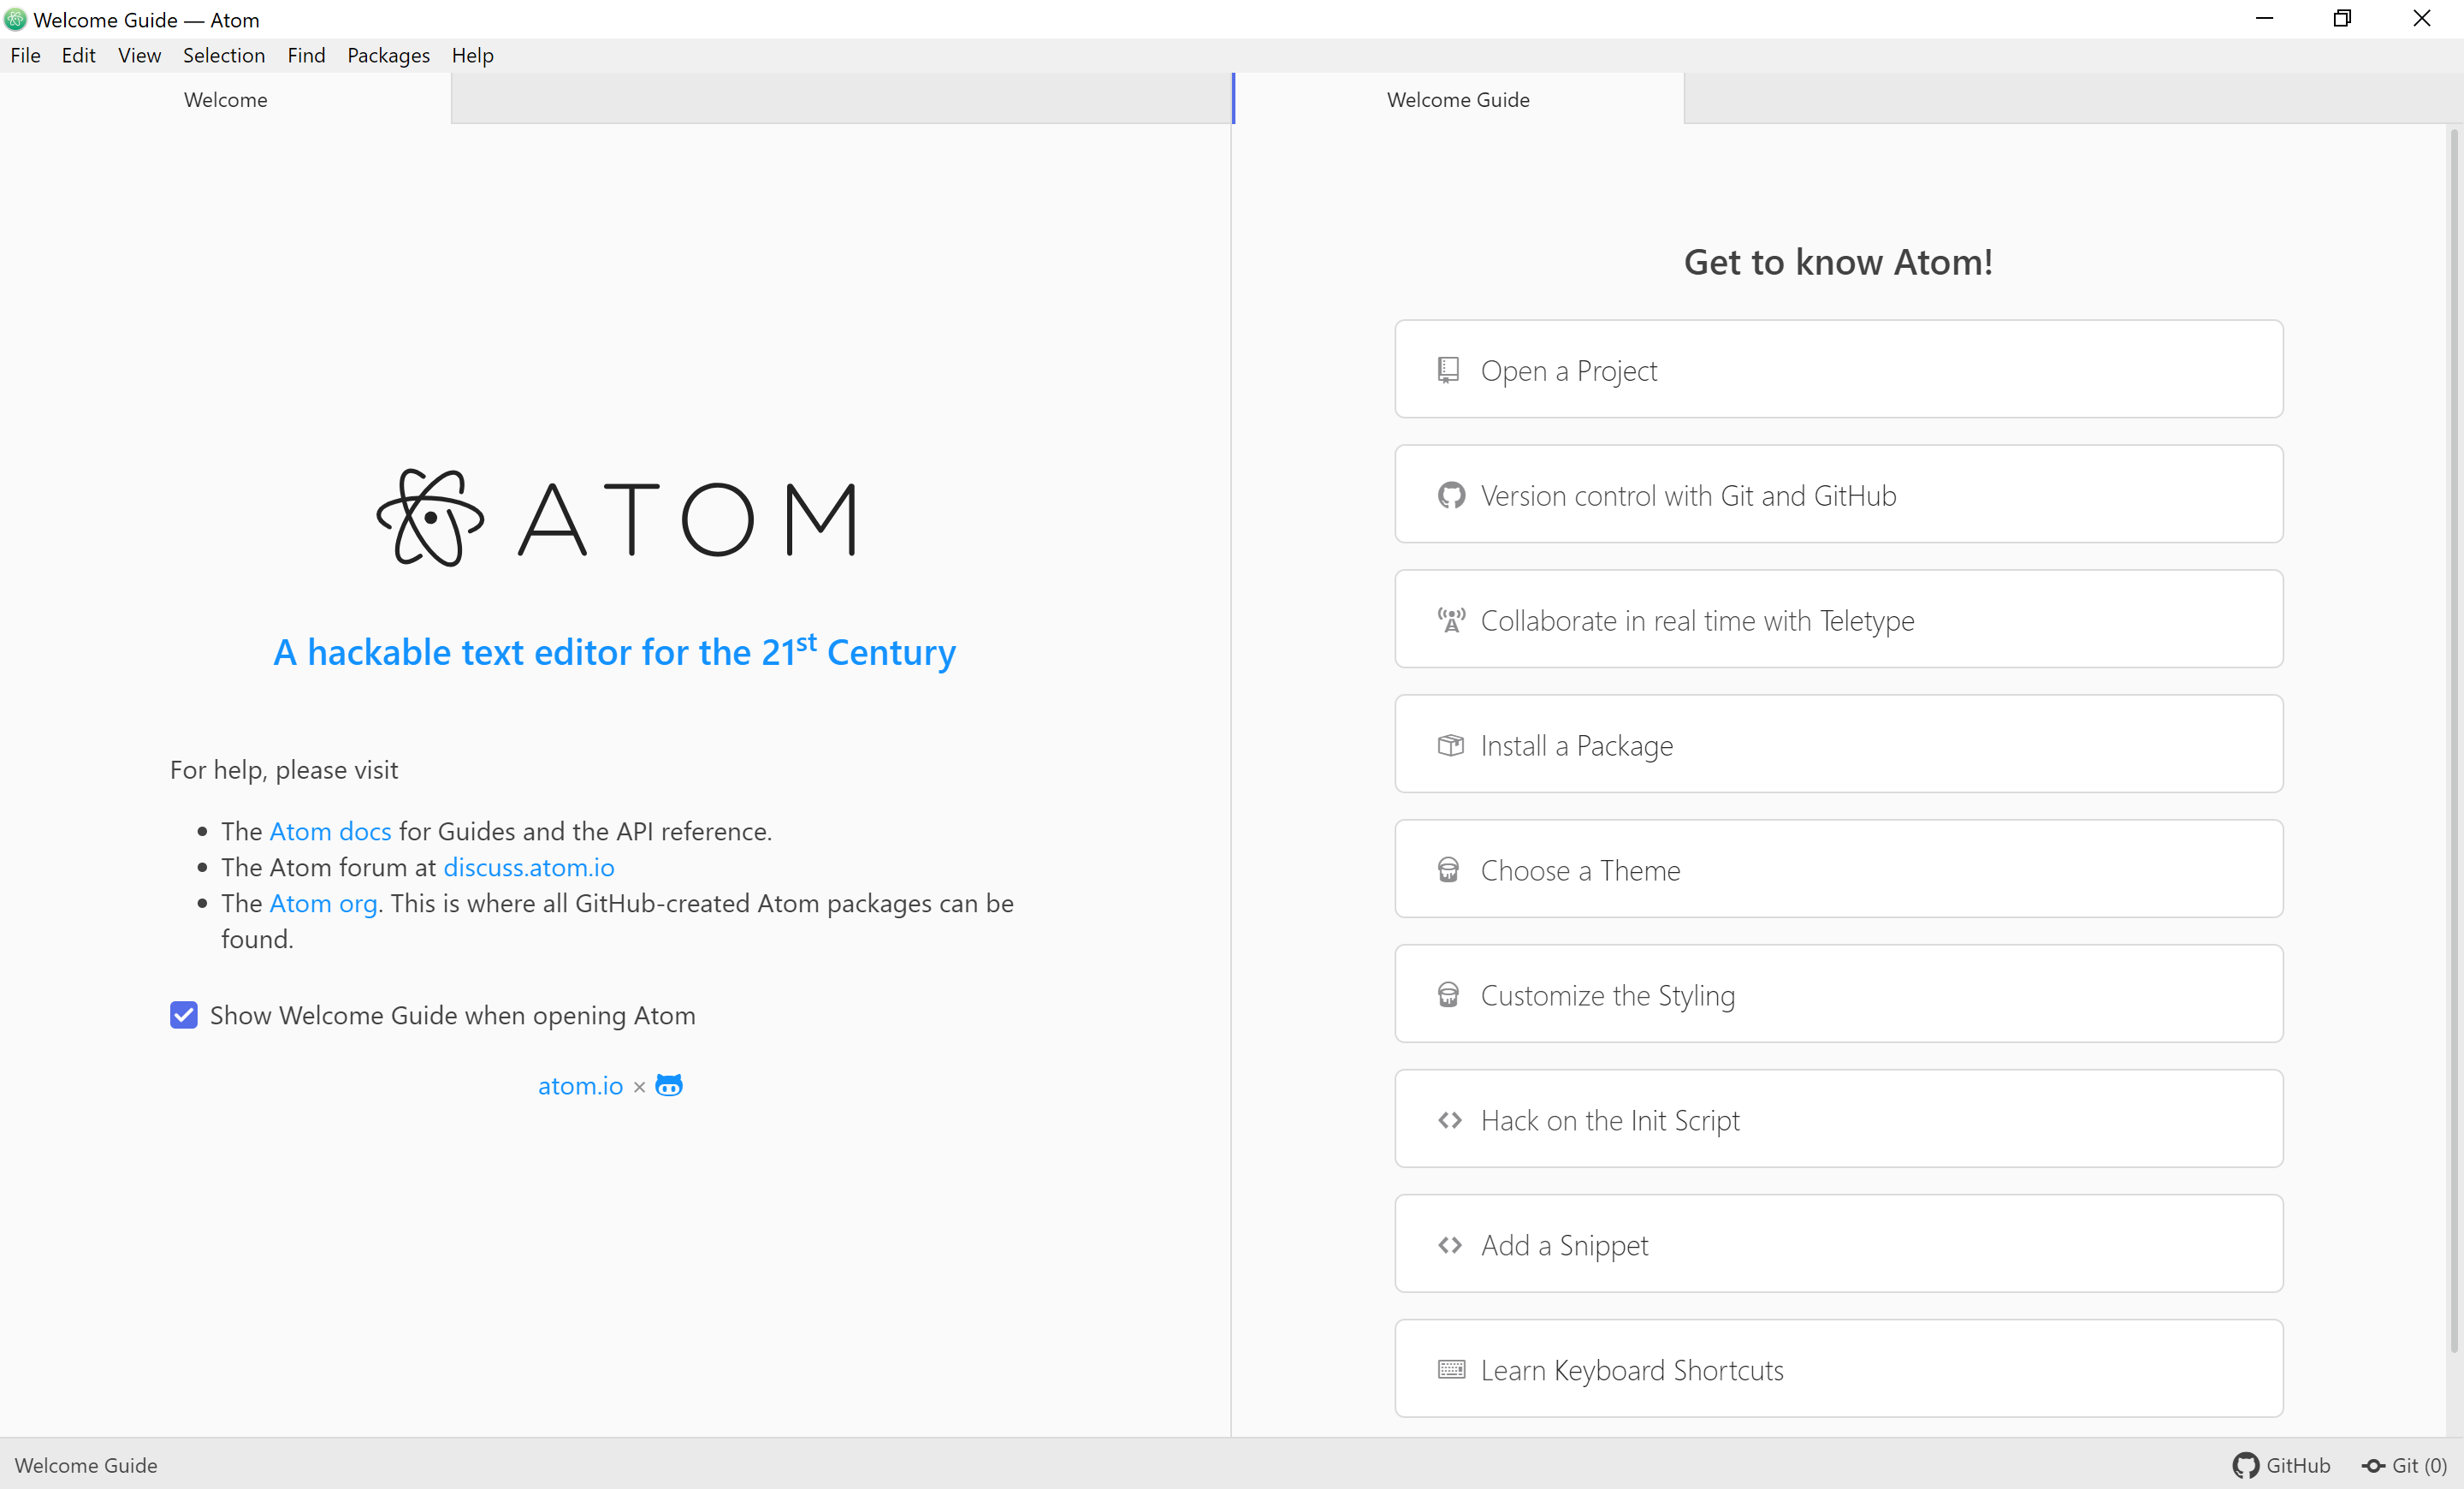 Welcome Guide — Atom
File Edit View Selection Find Packages Help
Welcome
Welcome Guide
ATOM
A hackable text editor for the 21st Century
For help, please visit
• The Atom docs for Guides and the API reference.
• The Atom forum at discuss.atom.io
• The Atom org. This is where all GitHub-created Atom packages can be
found.
Show Welcome Guide when opening Atom
atom.io ×
Get to know Atom!
Open a Project
Version control with Git and GitHub
Collaborate in real time with Teletype
Install a Package
Choose a Theme
Customize the Styling
Hack on the Init Script
Add a Snippet
Learn Keyboard Shortcuts
Welcome Guide
GitHub
Git (0)